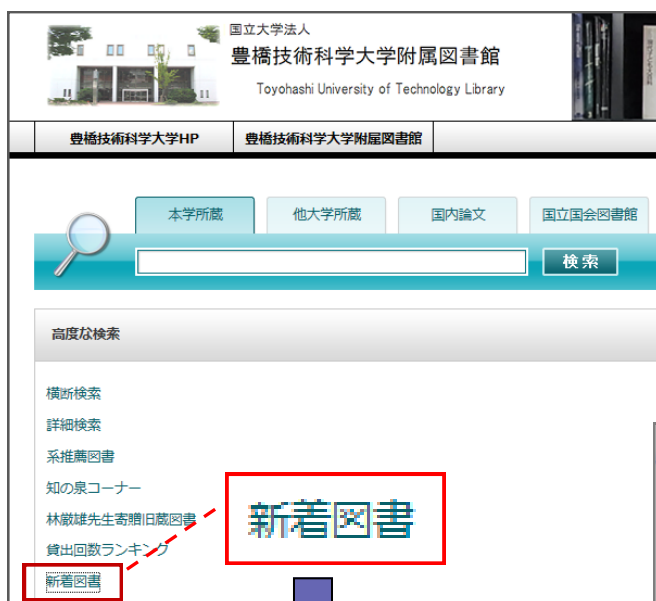 国立大学法人
豊橋技術科学大学附属図書館
Toyohashi University of Technology Library
豊橋技術科学大学HP 豊橋技術科学大学附属図書館
本学所蔵 他大学所蔵 国内論文 国立国会図書館
検索
高度な検索
横断検索
詳細検索
系推薦図書
知の泉コーナー
林厳雄先生寄贈旧蔵図書
貸出回数ランキング
新着図書
新着図書